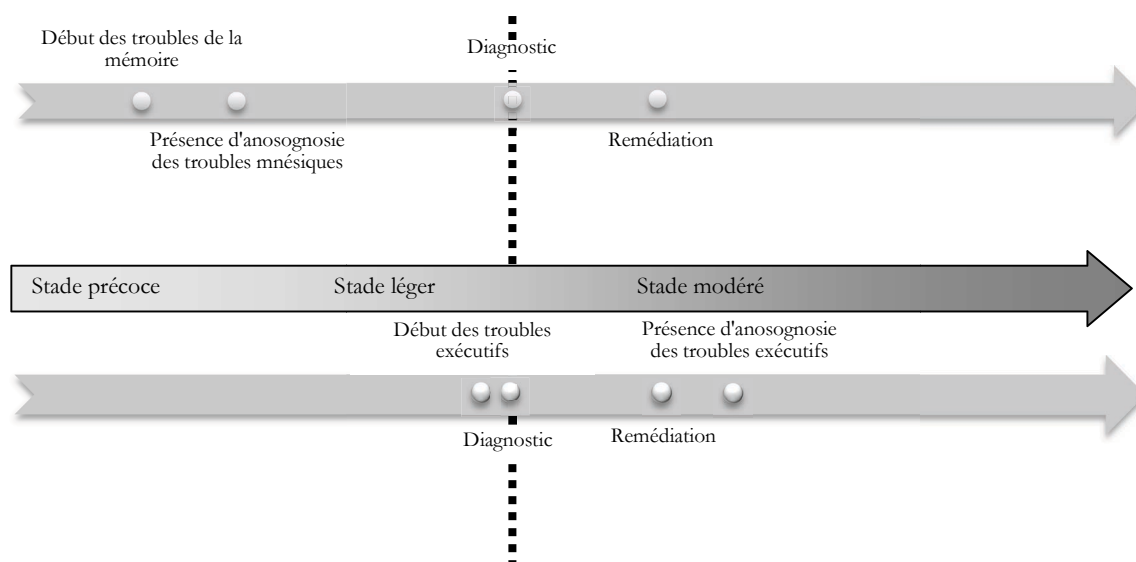 Début des troubles de la
mémoire
Diagnostic
Présence d'anosognosie
des troubles mnésiques
Remédiation
Stade précoce
Stade léger
Stade modéré
Début des troubles
exécutifs
Présence d'anosognosie
des troubles exécutifs
Diagnostic
Remédiation